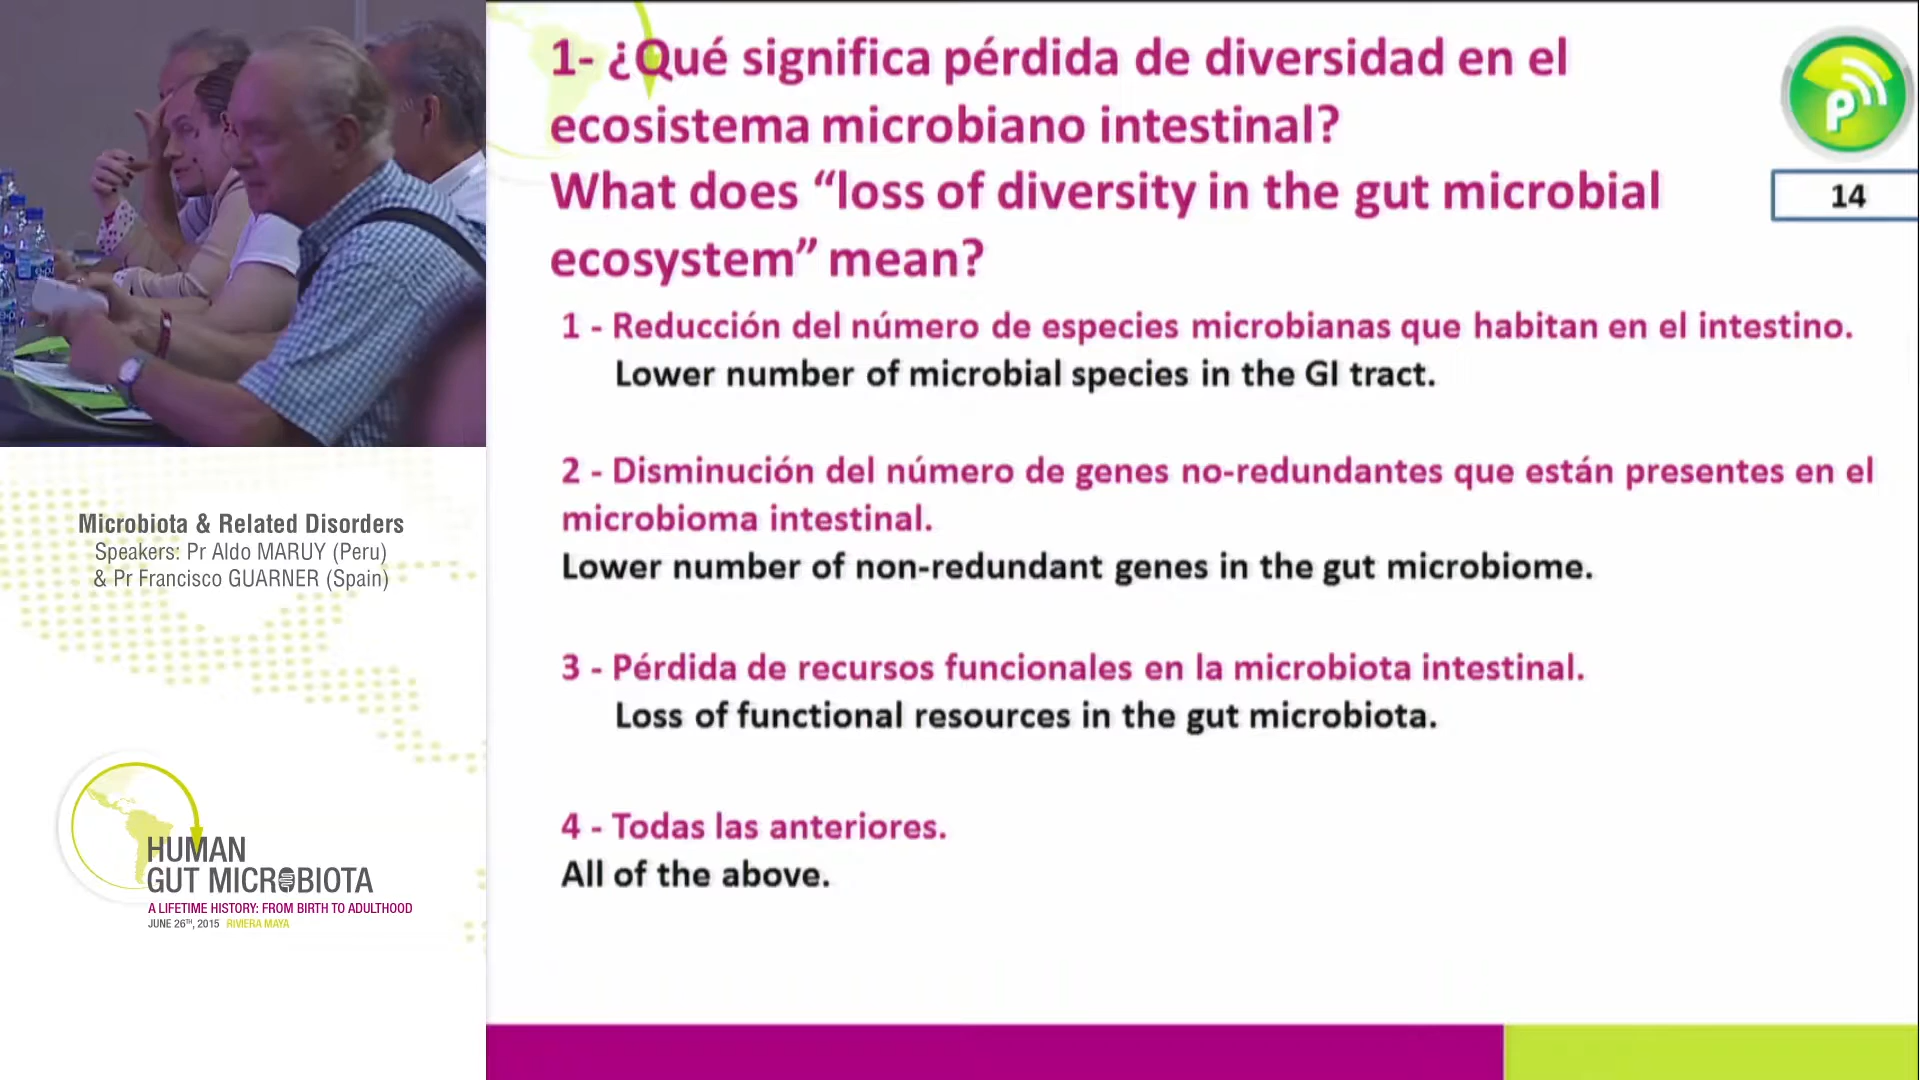 1- ¿Qué significa pérdida de diversidad en el
ecosistema microbiano intestinal?
What does “loss of diversity in the gut microbial
ecosystem” mean?
P
14
1 - Reducción del número de especies microbianas que habitan en el intestino.
Lower number of microbial species in the GI tract.
2 - Disminución del número de genes no-redundantes que están presentes en el
microbioma intestinal.
Lower number of non-redundant genes in the gut microbiome.
3 - Pérdida de recursos funcionales en la microbiota intestinal.
Loss of functional resources in the gut microbiota.
4 - Todas las anteriores.
All of the above.
Microbiota & Related Disorders
Speakers: Pr Aldo MARUY (Peru)
& Pr Francisco GUARNER (Spain)
HUMAN
GUT MICROBIOTA
A LIFETIME HISTORY: FROM BIRTH TO ADULTHOOD
JUNE 26TH, 2015 RIVIERA MAYA